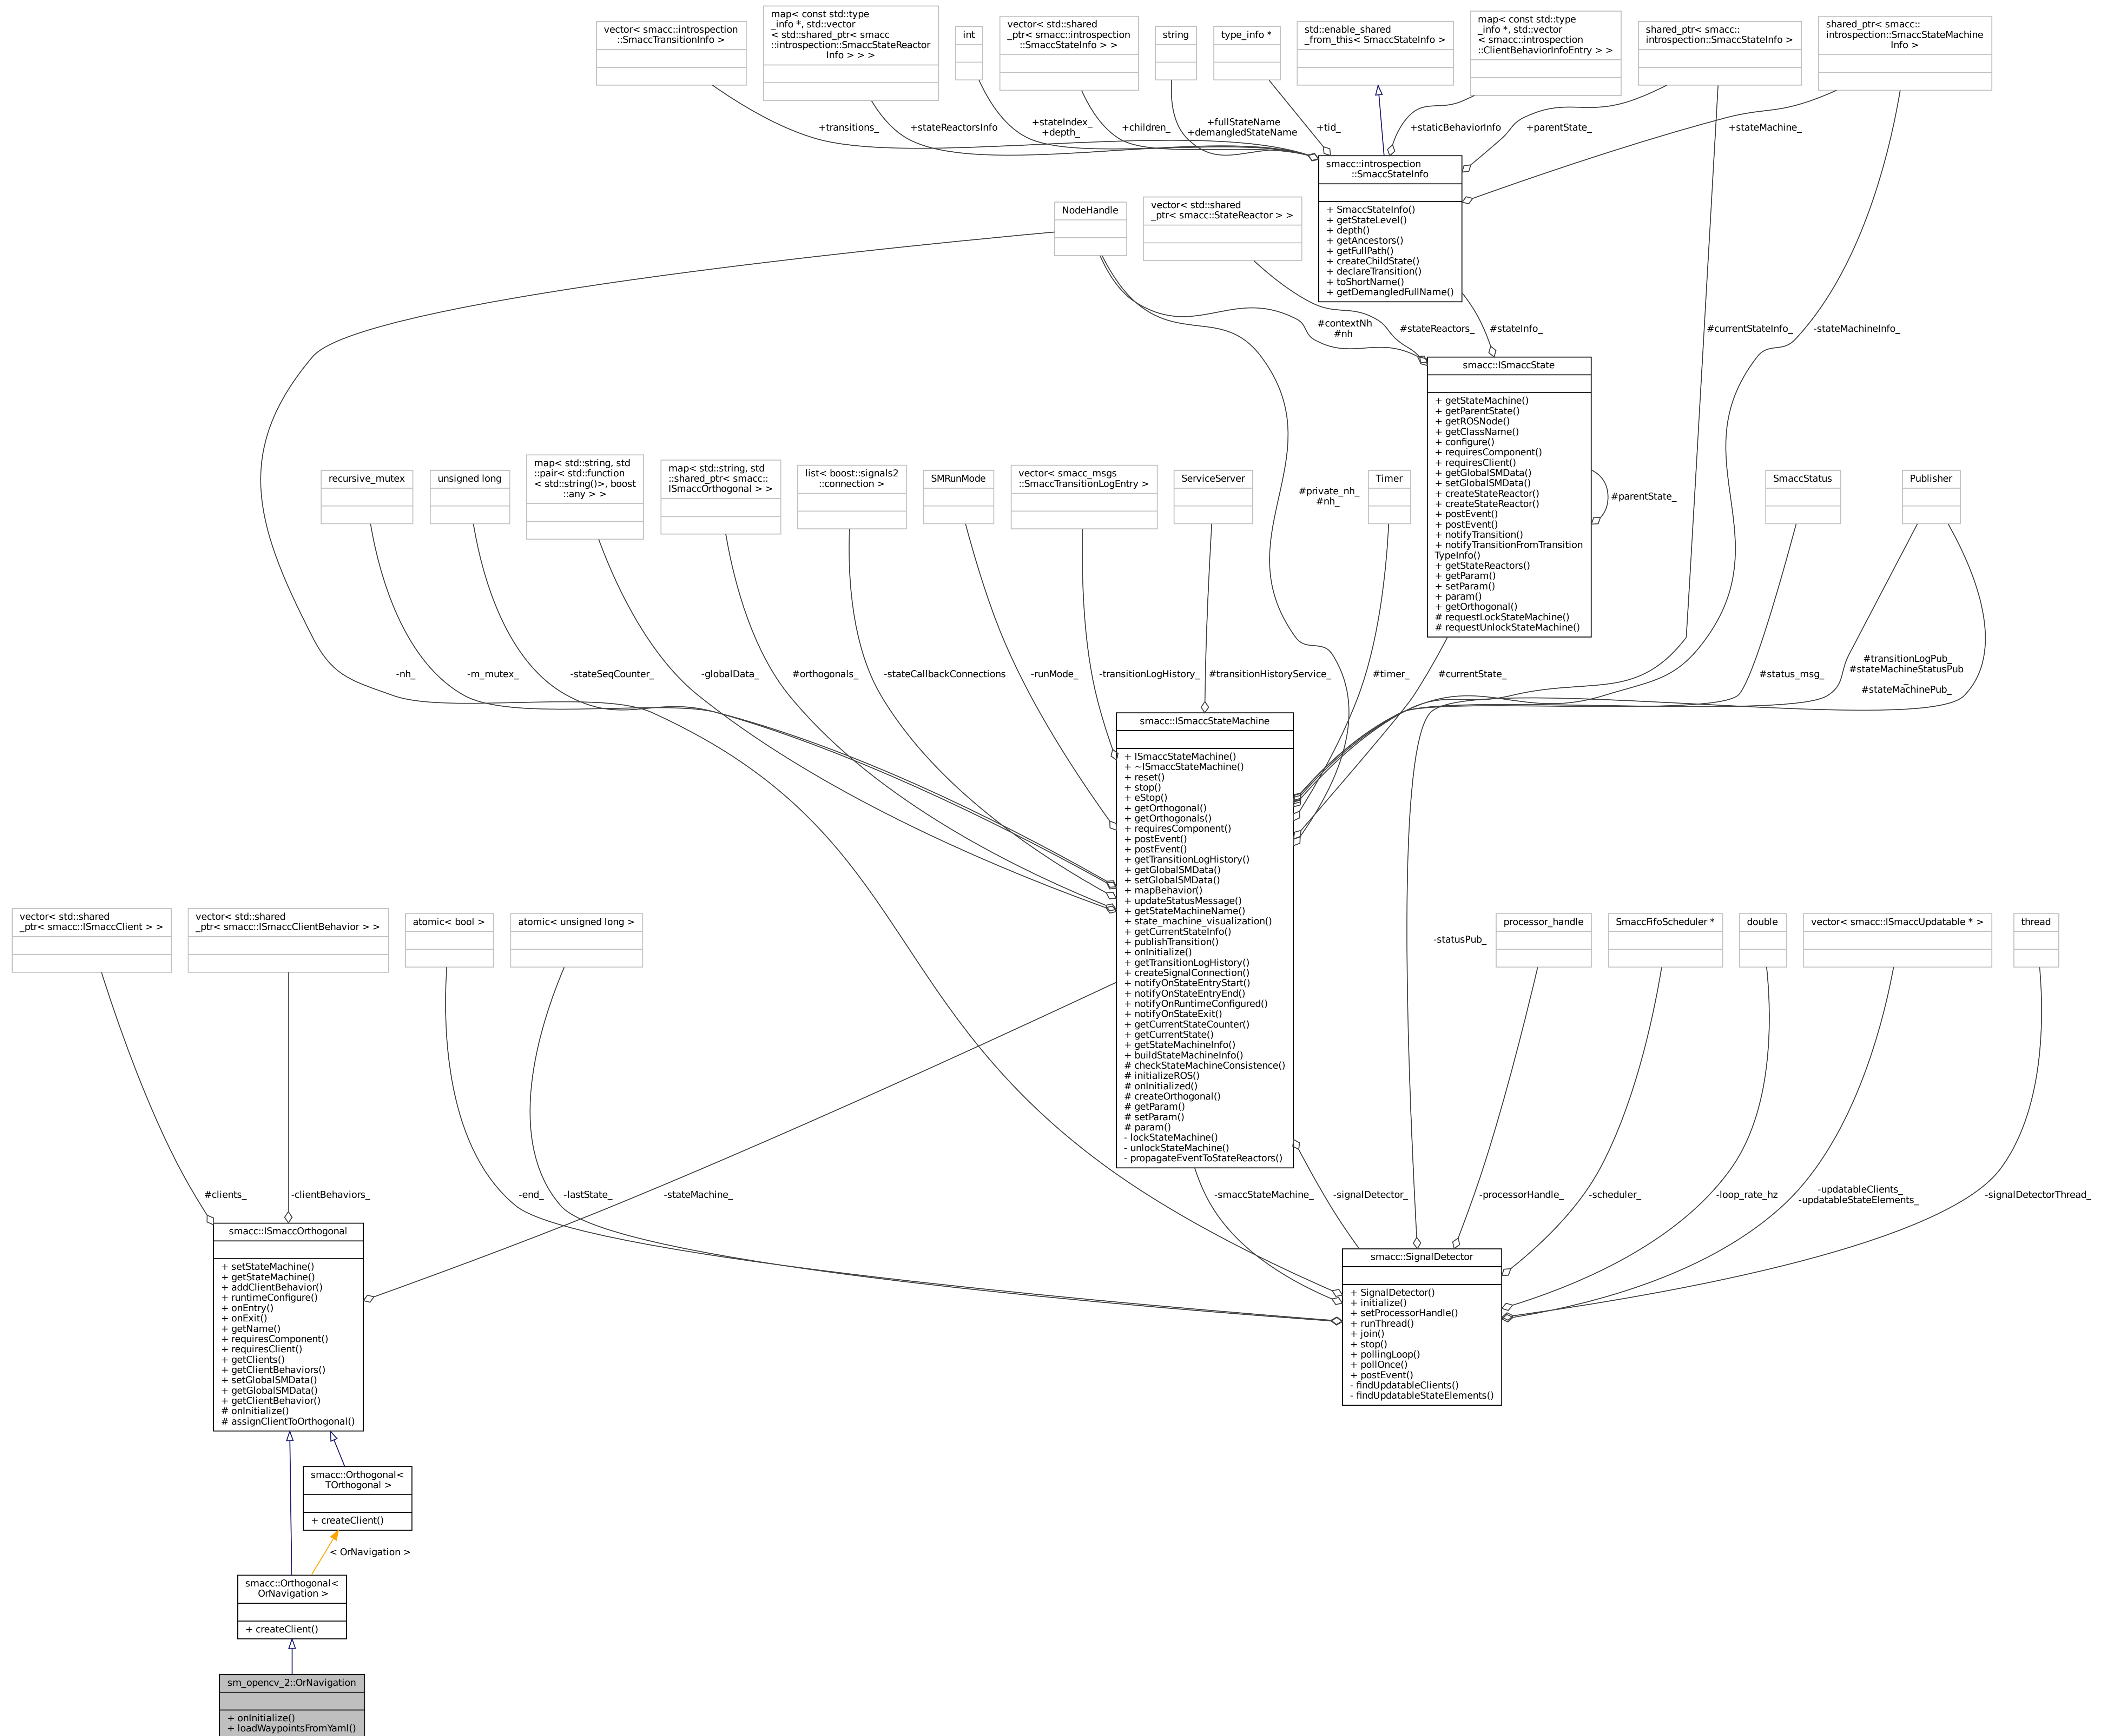 vector< smacc::introspection
::SmaccTransitionInfo >
map< const std::type
_info *, std::vector
< std::shared_ptr< smacc
::introspection::SmaccStateReactor
Info > > >
int
vector< std::shared
_ptr< smacc::introspection
::SmaccStateInfo > >
string
type_info *
std::enable_shared
_from_this< SmaccStateInfo >
map< const std::type
_info *, std::vector
< smacc::introspection
::ClientBehaviorInfoEntry > >
shared_ptr< smacc::
introspection::SmaccStateInfo >
shared_ptr< smacc::
introspection::SmaccStateMachine
Info >
+transitions_
+stateReactorsInfo
+stateIndex_
+depth_
+children_
+fullStateName
+demangledStateName
+tid_
+staticBehaviorInfo
+parentState_
+stateMachine_
smacc::introspection
::SmaccStateInfo
+ SmaccStateInfo()
+ getStateLevel()
+ depth()
+ getAncestors()
+ getFullPath()
+ createChildState()
+ declareTransition()
+ toShortName()
+ getDemangledFullName()
NodeHandle
vector< std::shared
_ptr< smacc::StateReactor > >
#contextNh
#nh
#stateReactors_
#stateInfo_
#currentStateInfo_
-stateMachineInfo_
smacc::ISmaccState
+ getStateMachine()
+ getParentState()
+ getROSNode()
+ getClassName()
+ configure()
+ requiresComponent()
+ requiresClient()
+ getGlobalSMData()
+ setGlobalSMData()
+ createStateReactor()
+ createStateReactor()
+ postEvent()
+ postEvent()
+ notifyTransition()
+ notifyTransitionFromTransition
TypeInfo()
+ getStateReactors()
+ getParam()
+ setParam()
+ param()
+ getOrthogonal()
# requestLockStateMachine()
# requestUnlockStateMachine()
#parentState_
recursive_mutex
unsigned long
map< std::string, std
::pair< std::function
< std::string()>, boost
::any > >
map< std::string, std
::shared_ptr< smacc::
ISmaccOrthogonal > >
list< boost::signals2
::connection >
SMRunMode
vector< smacc_msgs
::SmaccTransitionLogEntry >
ServiceServer
#private_nh_
#nh_
Timer
SmaccStatus
Publisher
-nh_
-m_mutex_
-stateSeqCounter_
-globalData_
#orthogonals_
-stateCallbackConnections
-runMode_
-transitionLogHistory_
#transitionHistoryService_
#timer_
#currentState_
#status_msg_
#transitionLogPub_
#stateMachineStatusPub
_
#stateMachinePub_
smacc::ISmaccStateMachine
+ ISmaccStateMachine()
+ ~ISmaccStateMachine()
+ reset()
+ stop()
+ eStop()
+ getOrthogonal()
+ getOrthogonals()
+ requiresComponent()
+ postEvent()
+ postEvent()
+ getTransitionLogHistory()
+ getGlobalSMData()
+ setGlobalSMData()
+ mapBehavior()
+ updateStatusMessage()
+ getStateMachineName()
+ state_machine_visualization()
+ getCurrentStateInfo()
+ publishTransition()
+ onInitialize()
+ getTransitionLogHistory()
+ createSignalConnection()
+ notifyOnStateEntryStart()
+ notifyOnStateEntryEnd()
+ notifyOnRuntimeConfigured()
+ notifyOnStateExit()
+ getCurrentStateCounter()
+ getCurrentState()
+ getStateMachineInfo()
+ buildStateMachineInfo()
# checkStateMachineConsistence()
# initializeROS()
# onInitialized()
# createOrthogonal()
# getParam()
# setParam()
# param()
- lockStateMachine()
- unlockStateMachine()
- propagateEventToStateReactors()
vector< std::shared
_ptr< smacc::ISmaccClient > >
vector< std::shared
_ptr< smacc::ISmaccClientBehavior > >
atomic< bool >
atomic< unsigned long >
-statusPub_
processor_handle
SmaccFifoScheduler *
double
vector< smacc::ISmaccUpdatable * >
thread
#clients_
-clientBehaviors_
-end_
-lastState_
-stateMachine_
-smaccStateMachine_
-signalDetector_
-processorHandle_
-scheduler_
-loop_rate_hz
-updatableClients_
-updatableStateElements_
-signalDetectorThread_
smacc::ISmaccOrthogonal
+ setStateMachine()
+ getStateMachine()
+ addClientBehavior()
+ runtimeConfigure()
+ onEntry()
+ onExit()
+ getName()
+ requiresComponent()
+ requiresClient()
+ getClients()
+ getClientBehaviors()
+ setGlobalSMData()
+ getGlobalSMData()
+ getClientBehavior()
# onInitialize()
# assignClientToOrthogonal()
smacc::SignalDetector
+ SignalDetector()
+ initialize()
+ setProcessorHandle()
+ runThread()
+ join()
+ stop()
+ pollingLoop()
+ pollOnce()
+ postEvent()
- findUpdatableClients()
- findUpdatableStateElements()
smacc::Orthogonal<
TOrthogonal >
+ createClient()
< OrNavigation >
smacc::Orthogonal<
OrNavigation >
+ createClient()
sm_opencv_2::OrNavigation
+ onInitialize()
+ loadWaypointsFromYaml()